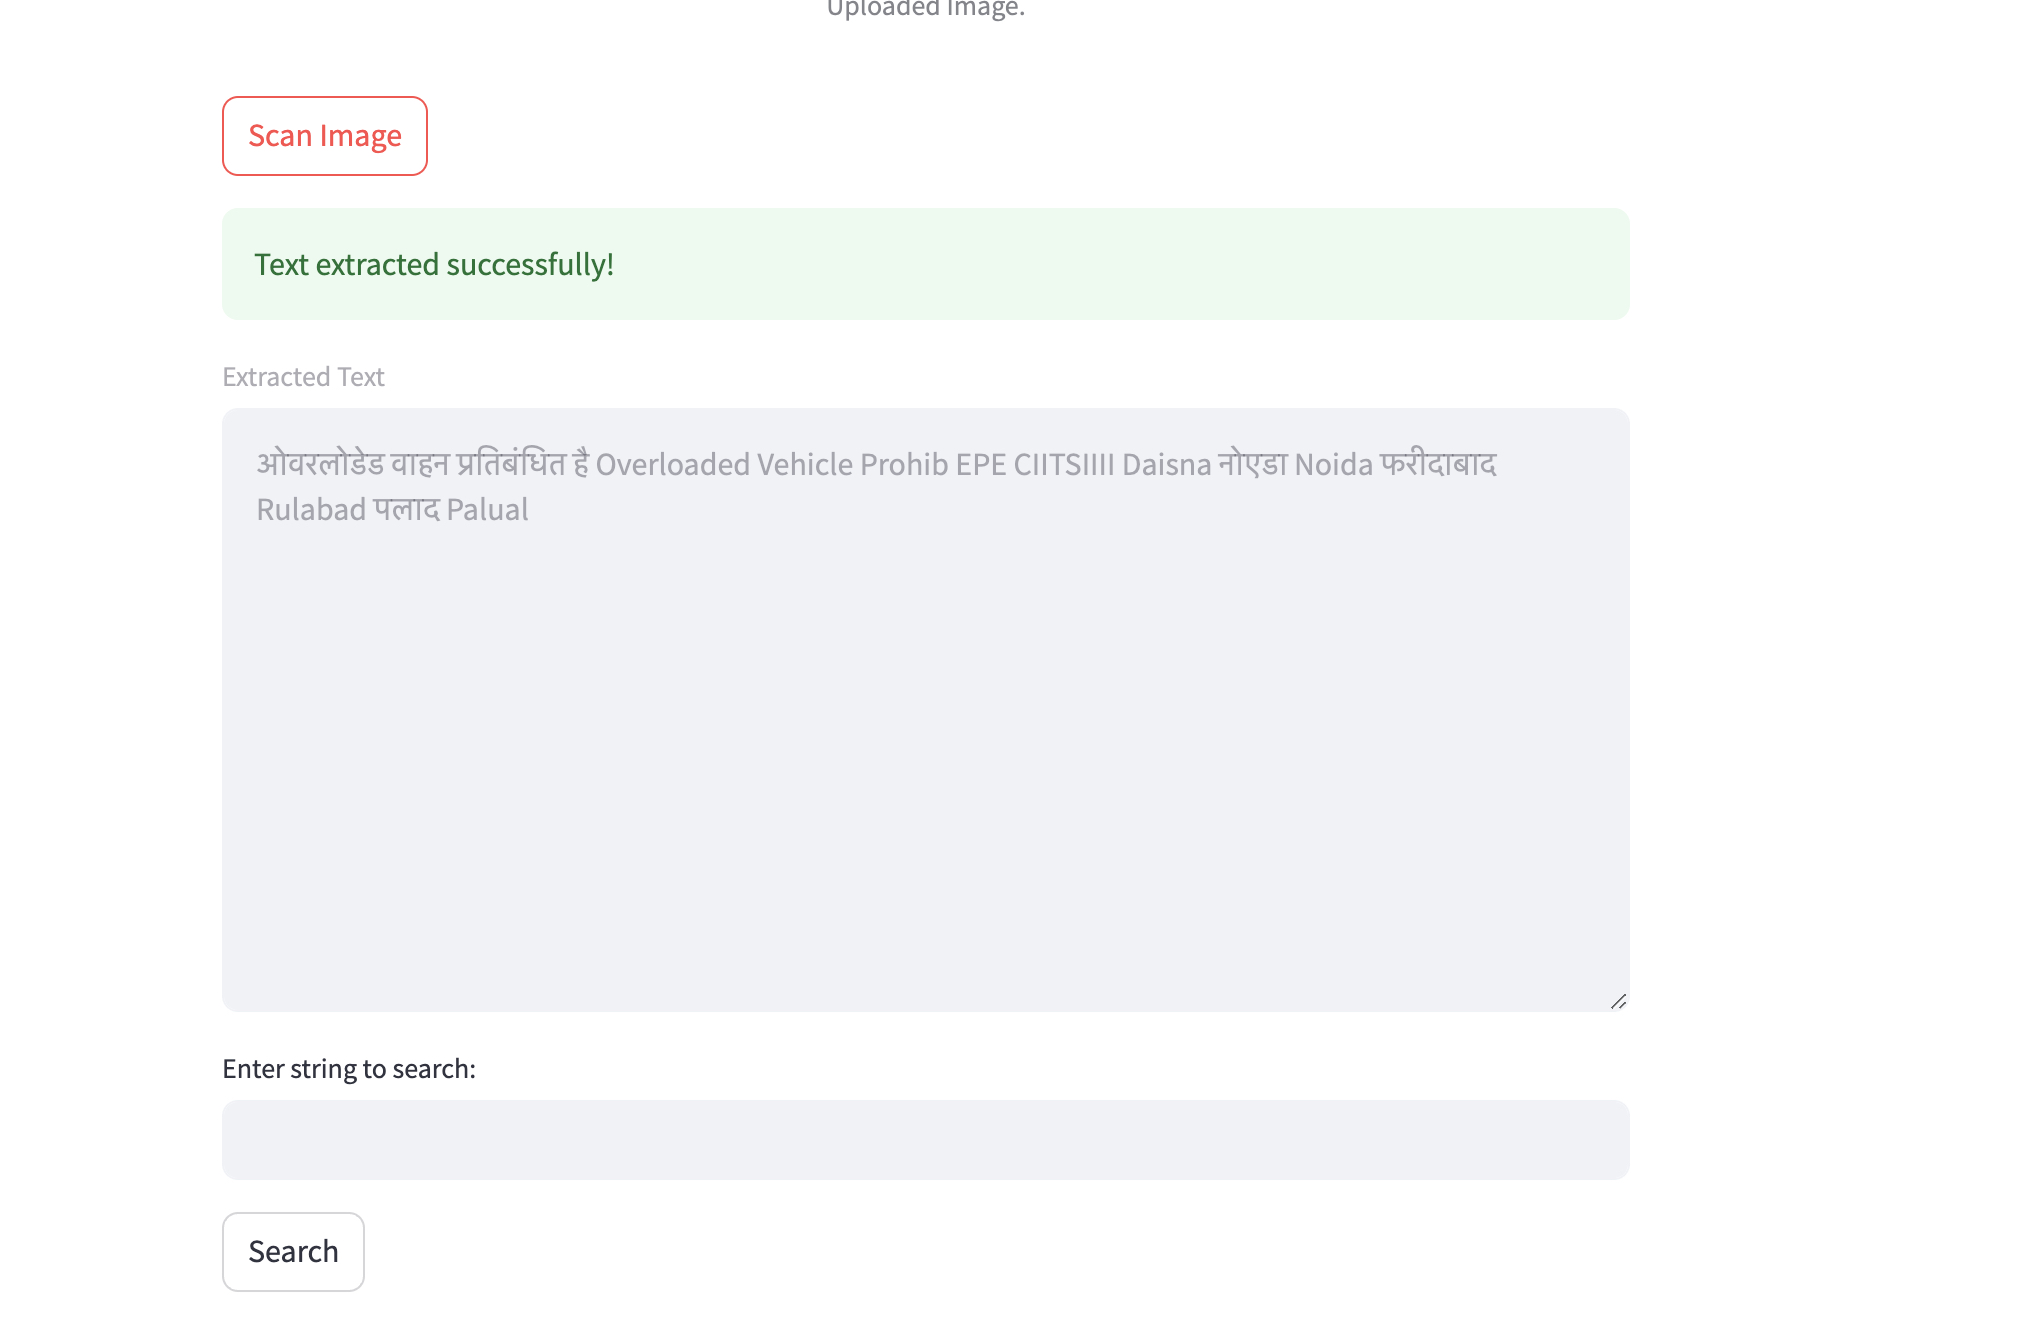 Uploaded Image.
Scan Image
Text extracted successfully!
Extracted Text
ओवरलोडेड वाहन प्रतिबंधित है Overloaded Vehicle Prohib EPE CIITSIIII Daisna नोएडा Noida फरीदाबाद
Rulabad पलाद Palual
Enter string to search:
Search